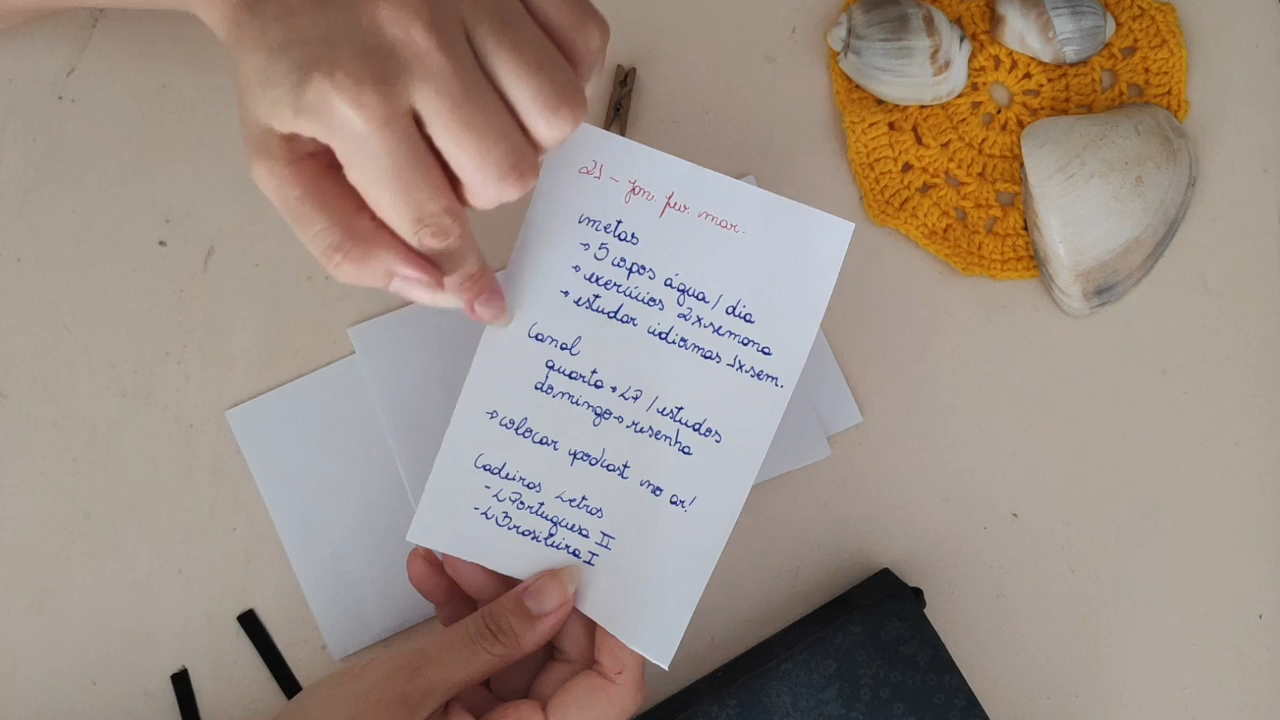 21 - jan. fev. mar.
metas
→ 5 copos água / dia
→ exercícios 2x semana
→ estudar idiomas 1x sem.
Canal
quarta → LP / estudos
domingo → resenha
→ colocar podcast no ar!
Cadeiras Letras
- L Portuguesa II
- L Brasileira I